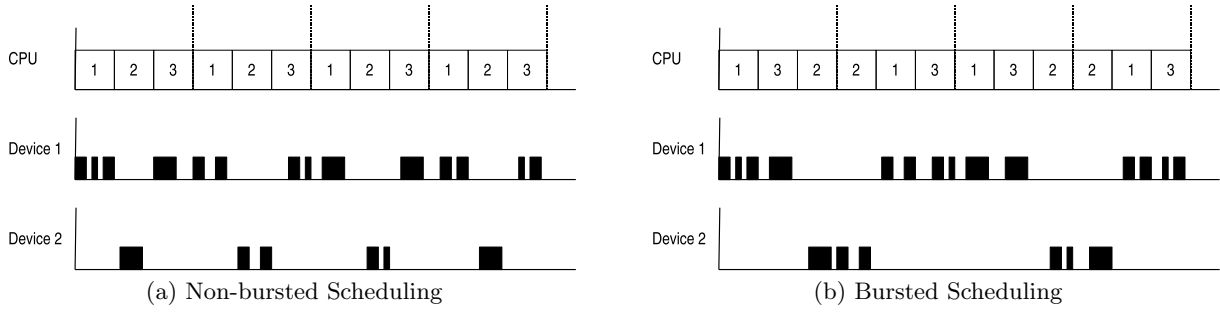 CPU
1 2 3 1 2 3 1 2 3 1 2 3
Device 1
Device 2
(a) Non-bursted Scheduling
CPU
1 3 2 2 1 3 1 3 2 2 1 3
Device 1
Device 2
(b) Bursted Scheduling